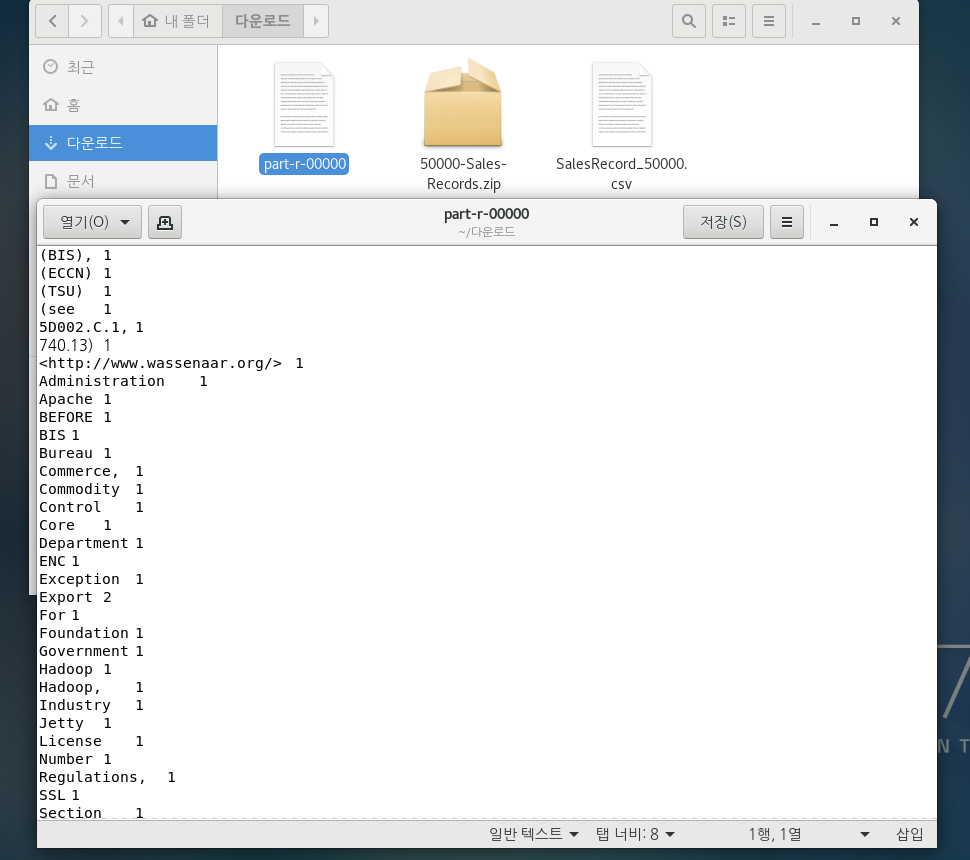 내 폴더
다운로드
최근
홈
다운로드
문서
part-r-00000
50000-Sales-
Records.zip
SalesRecord_50000.
csv
열기(O)
part-r-00000
~/다운로드
저장(S)
(BIS), 1
(ECCN) 1
(TSU) 1
(see 1
5D002.C.1, 1
740.13) 1
<http://www.wassenaar.org/> 1
Administration 1
Apache 1
BEFORE 1
BIS 1
Bureau 1
Commerce, 1
Commodity 1
Control 1
Core 1
Department 1
ENC 1
Exception 1
Export 2
For 1
Foundation 1
Government 1
Hadoop 1
Hadoop, 1
Industry 1
Jetty 1
License 1
Number 1
Regulations, 1
SSL 1
Section 1
7
N T
일반 텍스트
탭 너비: 8
1행, 1열
삽입